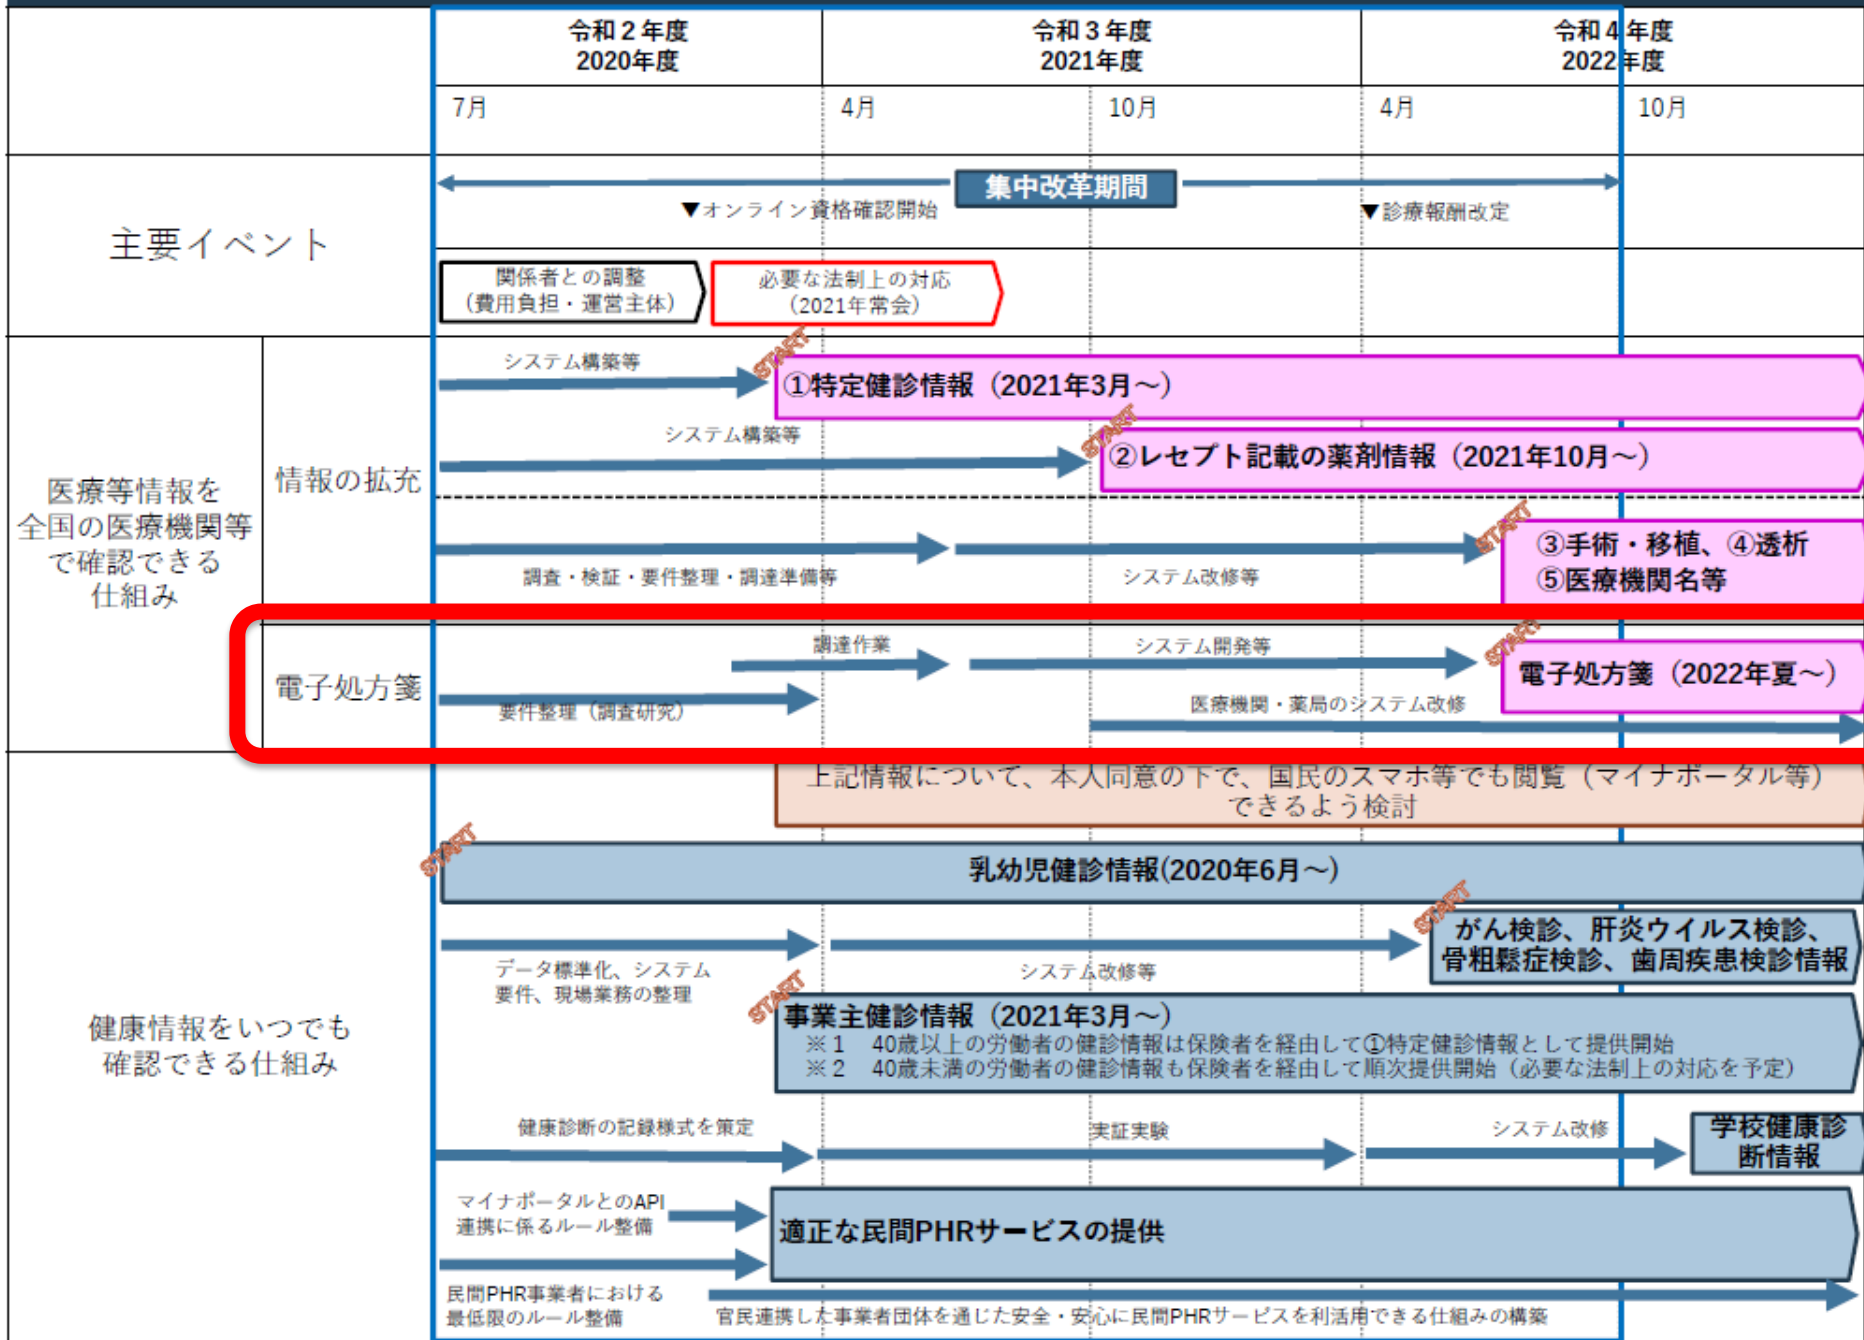 令和２年度
2020年度
令和３年度
2021年度
令和４年度
2022年度
7月
4月
10月
4月
10月
主要イベント
集中改革期間
▼オンライン資格確認開始
▼診療報酬改定
関係者との調整
（費用負担・運営主体）
必要な法制上の対応
（2021年常会）
医療等情報を
全国の医療機関等
で確認できる
仕組み
情報の拡充
システム構築等
START
①特定健診情報（2021年3月～）
システム構築等
START
②レセプト記載の薬剤情報（2021年10月～）
調査・検証・要件整理・調達準備等
システム改修等
START
③手術・移植、④透析
⑤医療機関名等
電子処方箋
調達作業
システム開発等
START
電子処方箋（2022年夏～）
要件整理（調査研究）
医療機関・薬局のシステム改修
上記情報について、本人同意の下で、国民のスマホ等でも閲覧（マイナポータル等）
できるよう検討
健康情報をいつでも
確認できる仕組み
START
乳幼児健診情報(2020年6月～)
データ標準化、システム
要件、現場業務の整理
システム改修等
START
がん検診、肝炎ウイルス検診、
骨粗鬆症検診、歯周疾患検診情報
START
事業主健診情報（2021年3月～）
※１　40歳以上の労働者の健診情報は保険者を経由して①特定健診情報として提供開始
※２　40歳未満の労働者の健診情報も保険者を経由して順次提供開始（必要な法制上の対応を予定）
健康診断の記録様式を策定
実証実験
システム改修
学校健康診
断情報
マイナポータルとのAPI
連携に係るルール整備
適正な民間PHRサービスの提供
民間PHR事業者における
最低限のルール整備
官民連携した事業者団体を通じた安全・安心に民間PHRサービスを利活用できる仕組みの構築